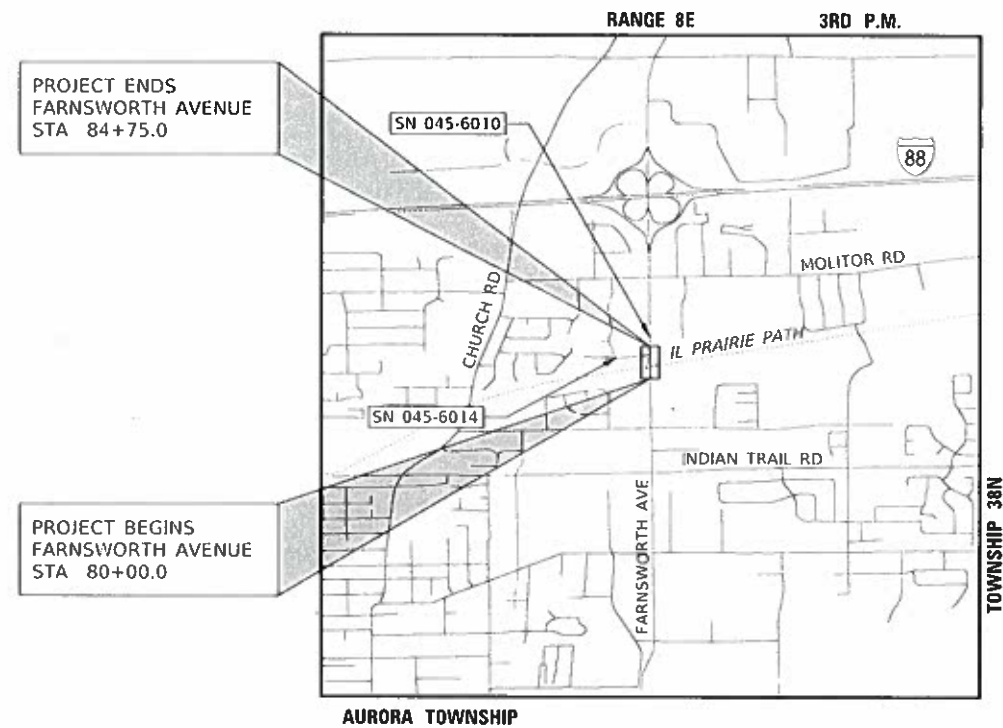 RANGE 8E 3RD P.M.
PROJECT ENDS
FARNSWORTH AVENUE
STA 84+75.0
SN 045-6010
88
MOLITOR RD
CHURCH RD
IL PRAIRIE PATH
SN 045-6014
INDIAN TRAIL RD
PROJECT BEGINS
FARNSWORTH AVENUE
STA 80+00.0
FARNSWORTH AVE
TOWNSHIP 38N
AURORA TOWNSHIP